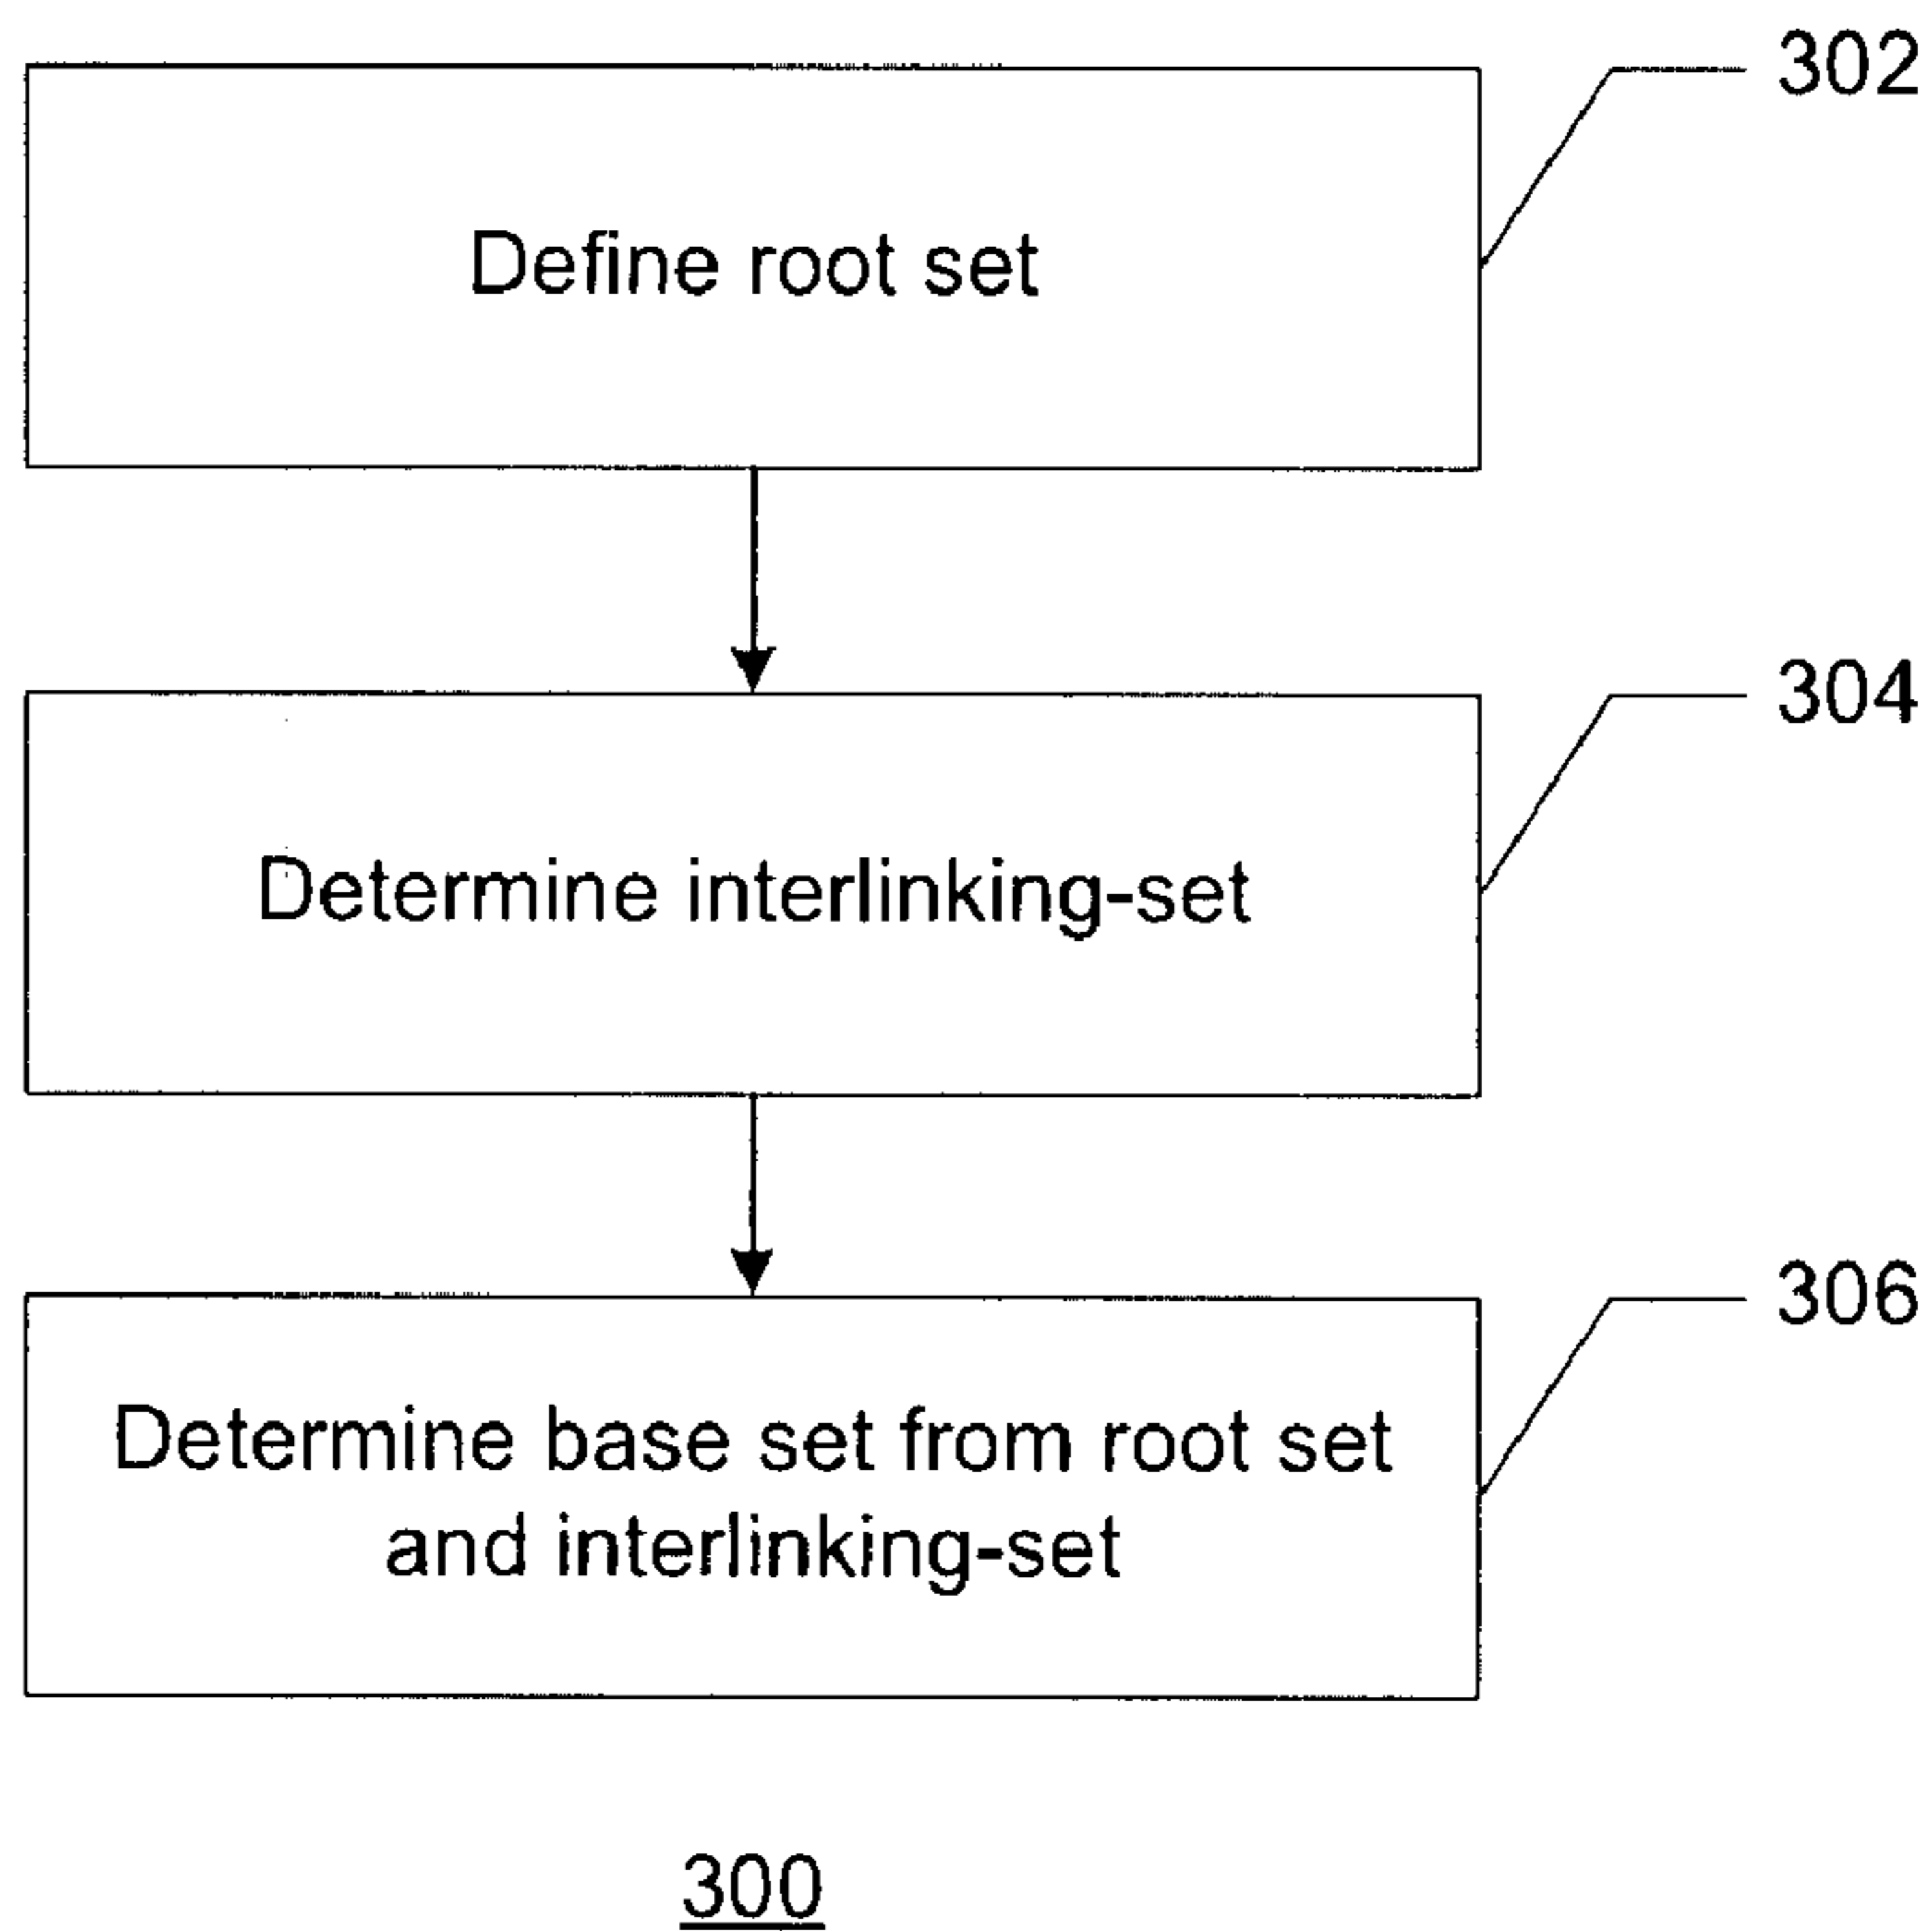 302
Define root set
304
Determine interlinking-set
306
Determine base set from root set
and interlinking-set
300